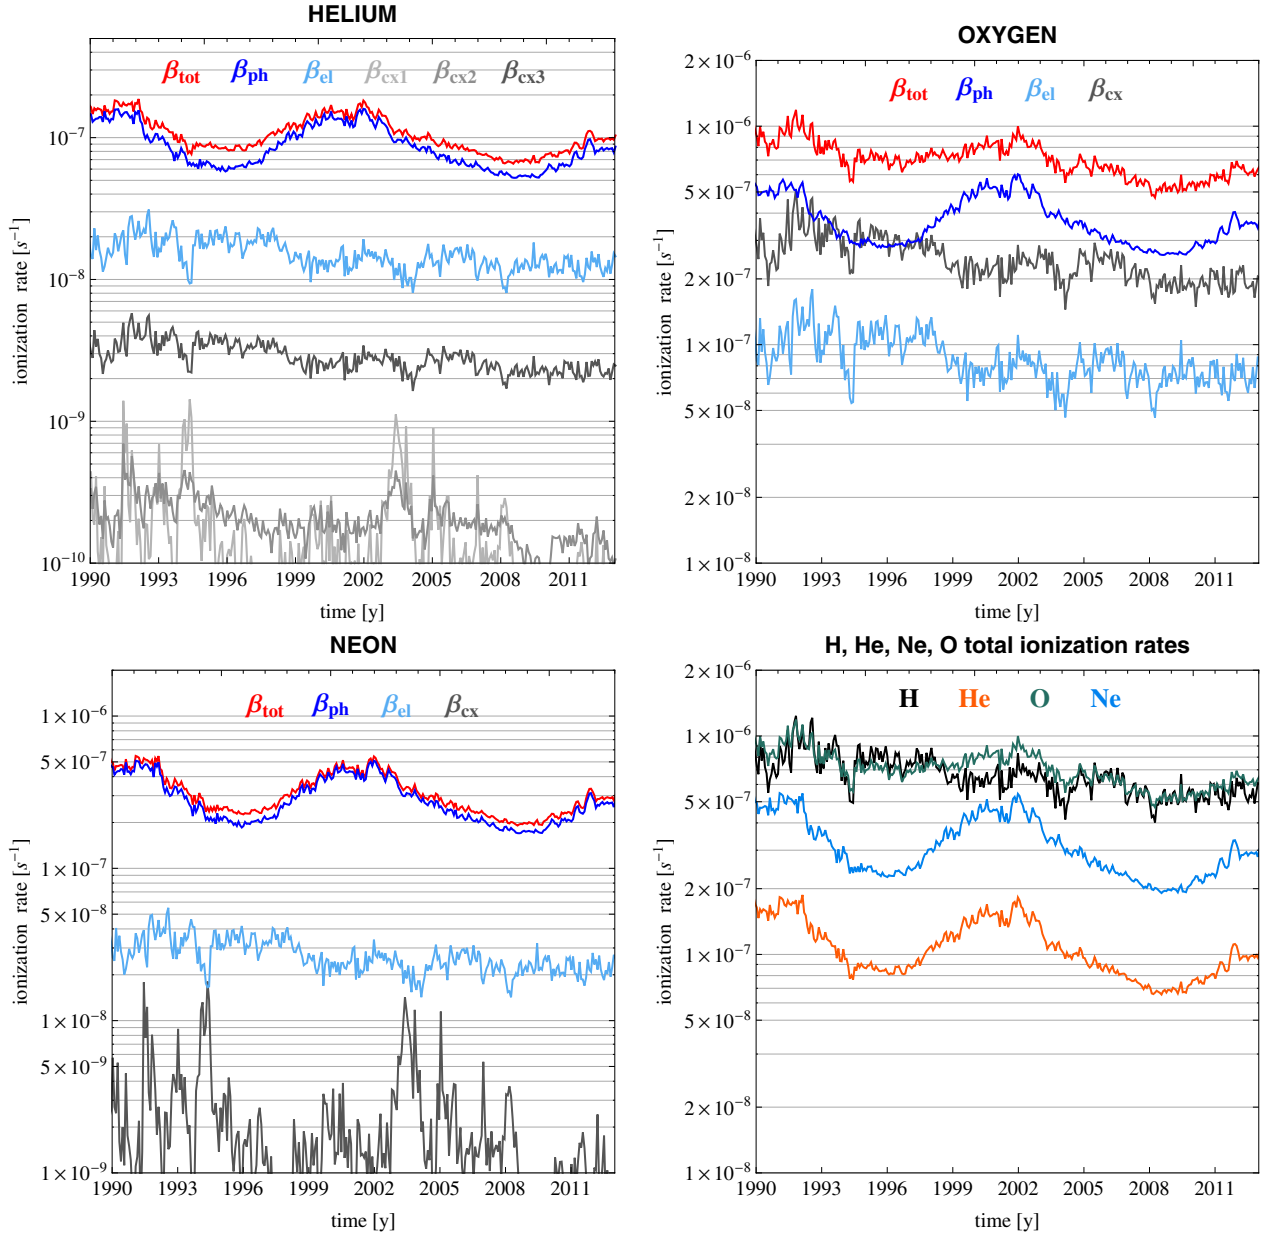 HELIUM
βtot βph βel βcx1 βcx2 βcx3
ionization rate [s⁻¹]
10⁻⁷
10⁻⁸
10⁻⁹
10⁻¹⁰
1990 1993 1996 1999 2002 2005 2008 2011
time [y]
OXYGEN
βtot βph βel βcx
ionization rate [s⁻¹]
2×10⁻⁶
1×10⁻⁶
5×10⁻⁷
2×10⁻⁷
1×10⁻⁷
5×10⁻⁸
2×10⁻⁸
1×10⁻⁸
1990 1993 1996 1999 2002 2005 2008 2011
time [y]
NEON
βtot βph βel βcx
ionization rate [s⁻¹]
1×10⁻⁶
5×10⁻⁷
1×10⁻⁷
5×10⁻⁸
1×10⁻⁸
5×10⁻⁹
1×10⁻⁹
1990 1993 1996 1999 2002 2005 2008 2011
time [y]
H, He, Ne, O total ionization rates
H He O Ne
ionization rate [s⁻¹]
2×10⁻⁶
1×10⁻⁶
5×10⁻⁷
2×10⁻⁷
1×10⁻⁷
5×10⁻⁸
2×10⁻⁸
1×10⁻⁸
1990 1993 1996 1999 2002 2005 2008 2011
time [y]